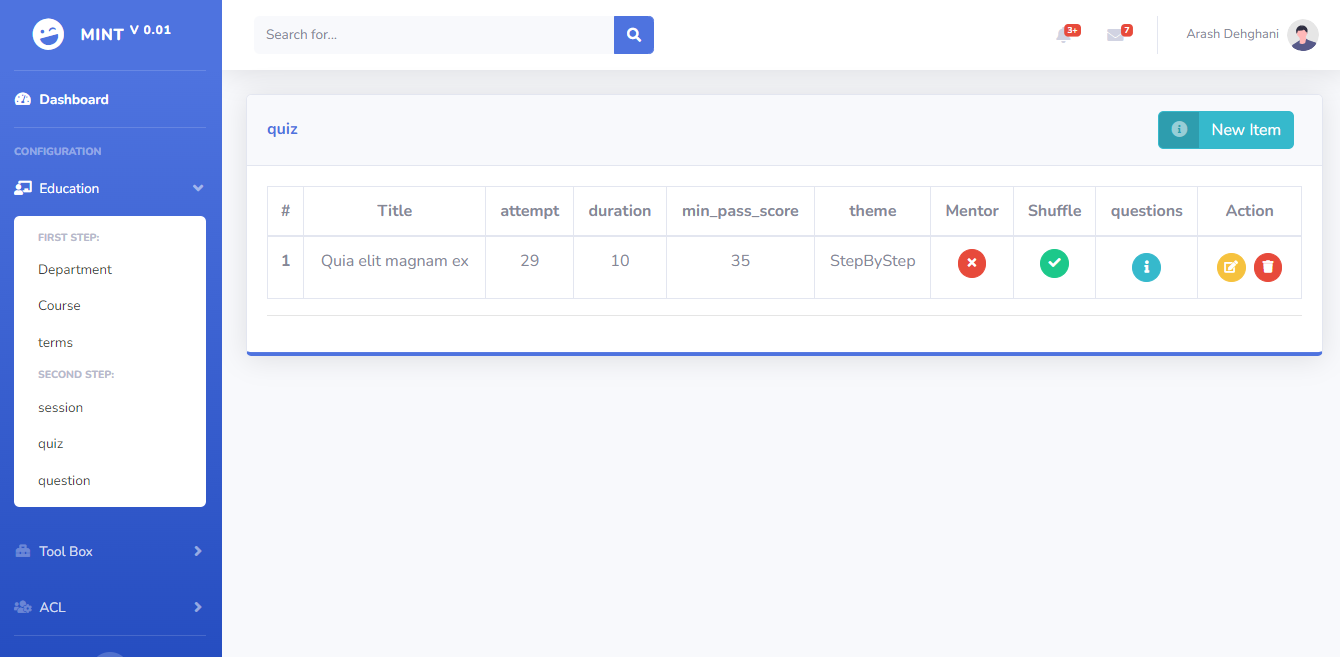 MINT V 0.01
Dashboard
CONFIGURATION
Education
FIRST STEP:
Department
Course
terms
SECOND STEP:
session
quiz
question
Tool Box
ACL
Search for...
3+
7
Arash Dehghani
quiz
New Item
# Title attempt duration min_pass_score theme Mentor Shuffle questions Action
1 Quia elit magnam ex 29 10 35 StepByStep